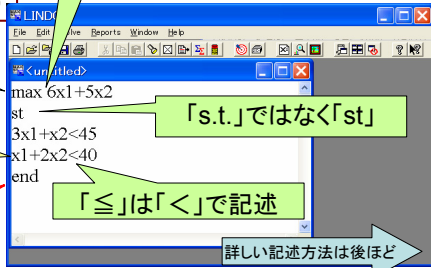 LINDO
File Edit Solve Reports Window Help
<untitled>
max 6x1+5x2
st
「s.t.」ではなく「st」
3x1+x2<45
x1+2x2<40
end
「≦」は「<」で記述
詳しい記述方法は後ほど